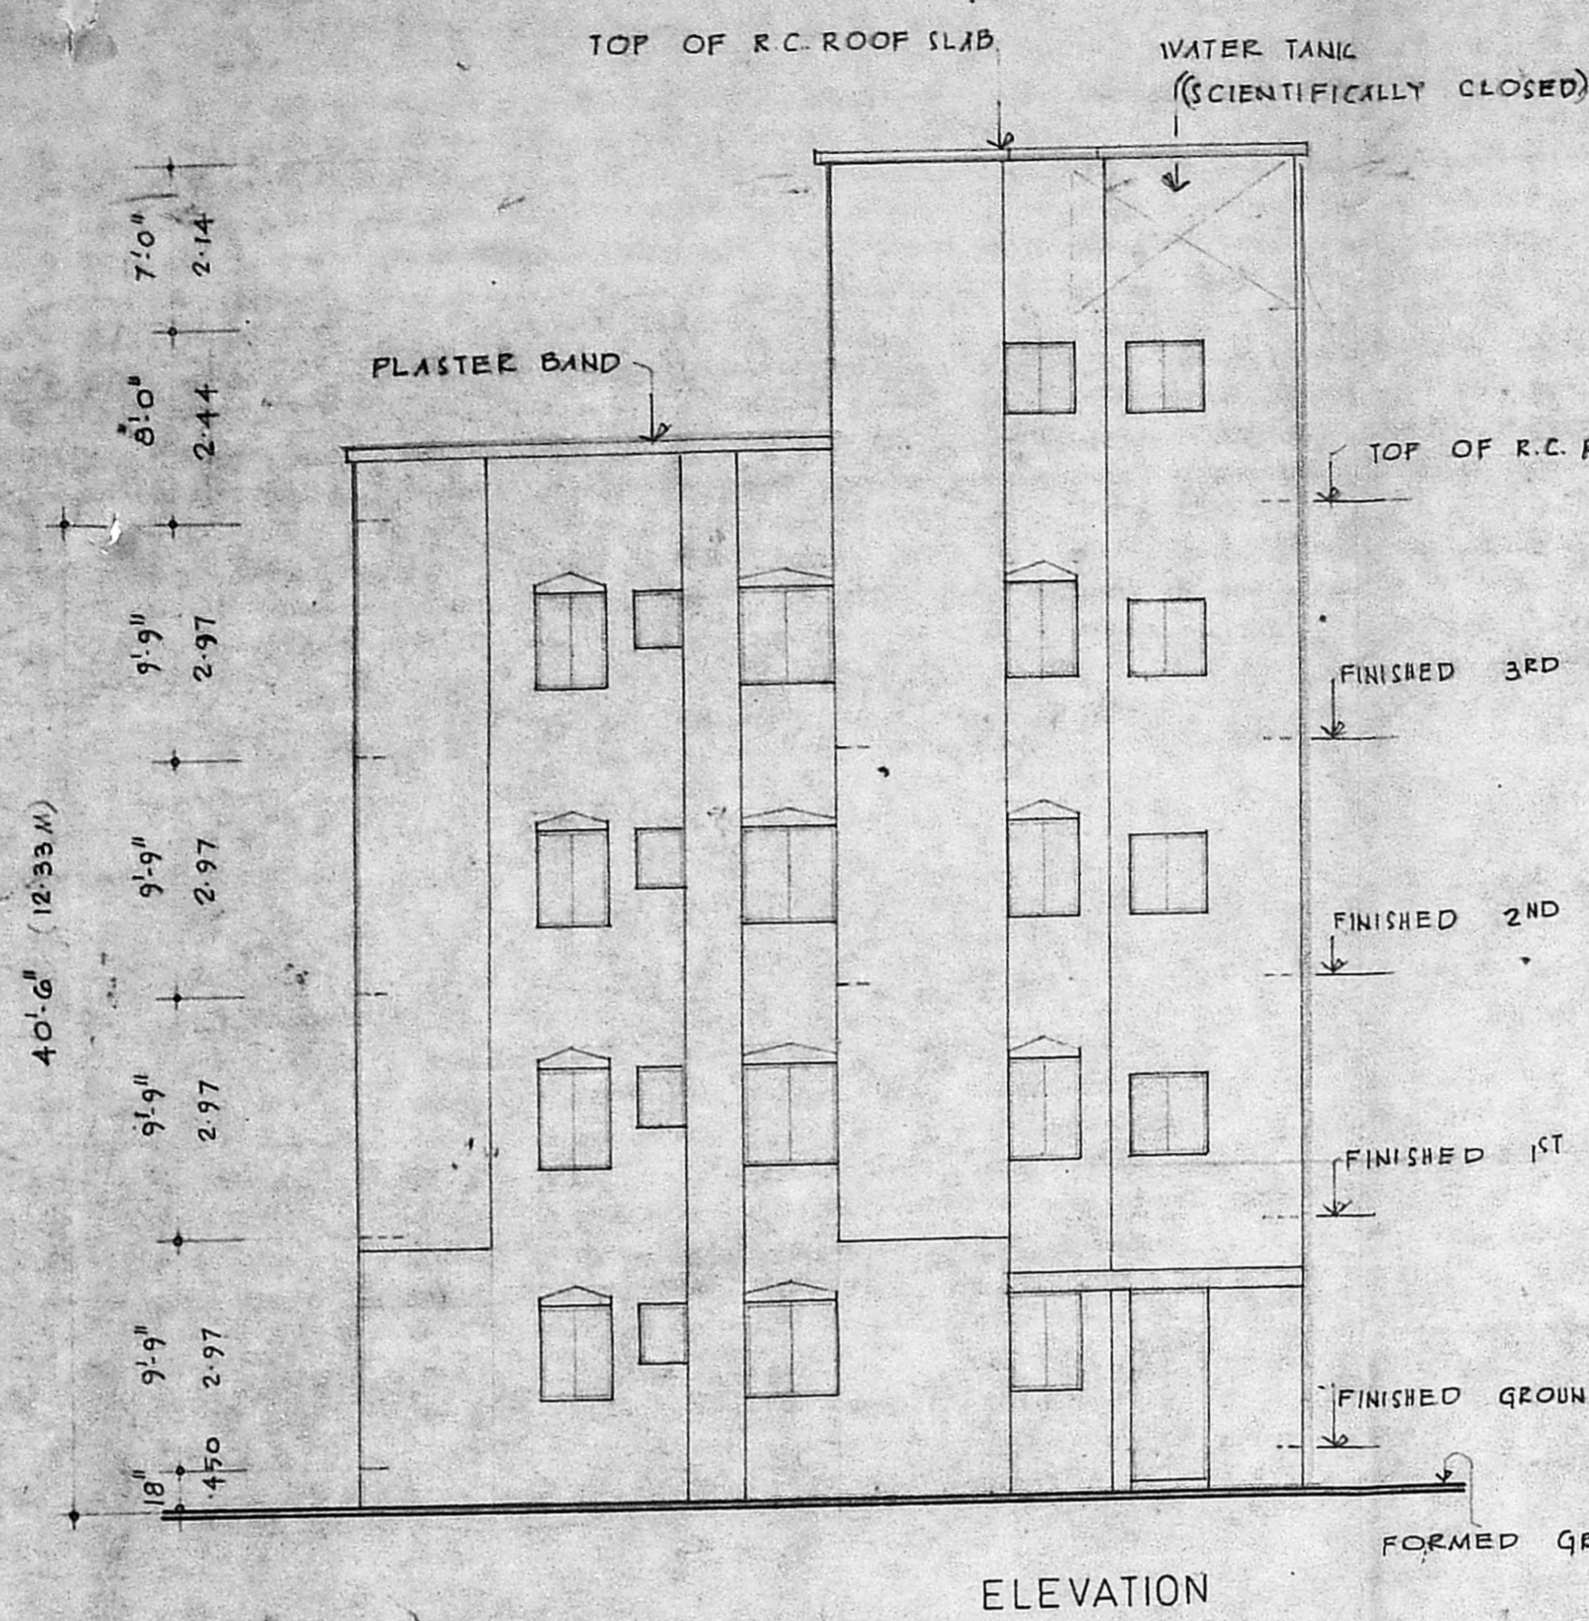 TOP OF R.C. ROOF SLAB
WATER TANK
(SCIENTIFICALLY CLOSED)
7'-0" 2.14
PLASTER BAND
8'-0" 2.44
TOP OF R.C.
9'-9" 2.97
FINISHED 3RD
40'-6" (12.33 M)
9'-9" 2.97
FINISHED 2ND
9'-9" 2.97
FINISHED 1ST
9'-9" 2.97
FINISHED GROUN
18" .450
FORMED GR
ELEVATION